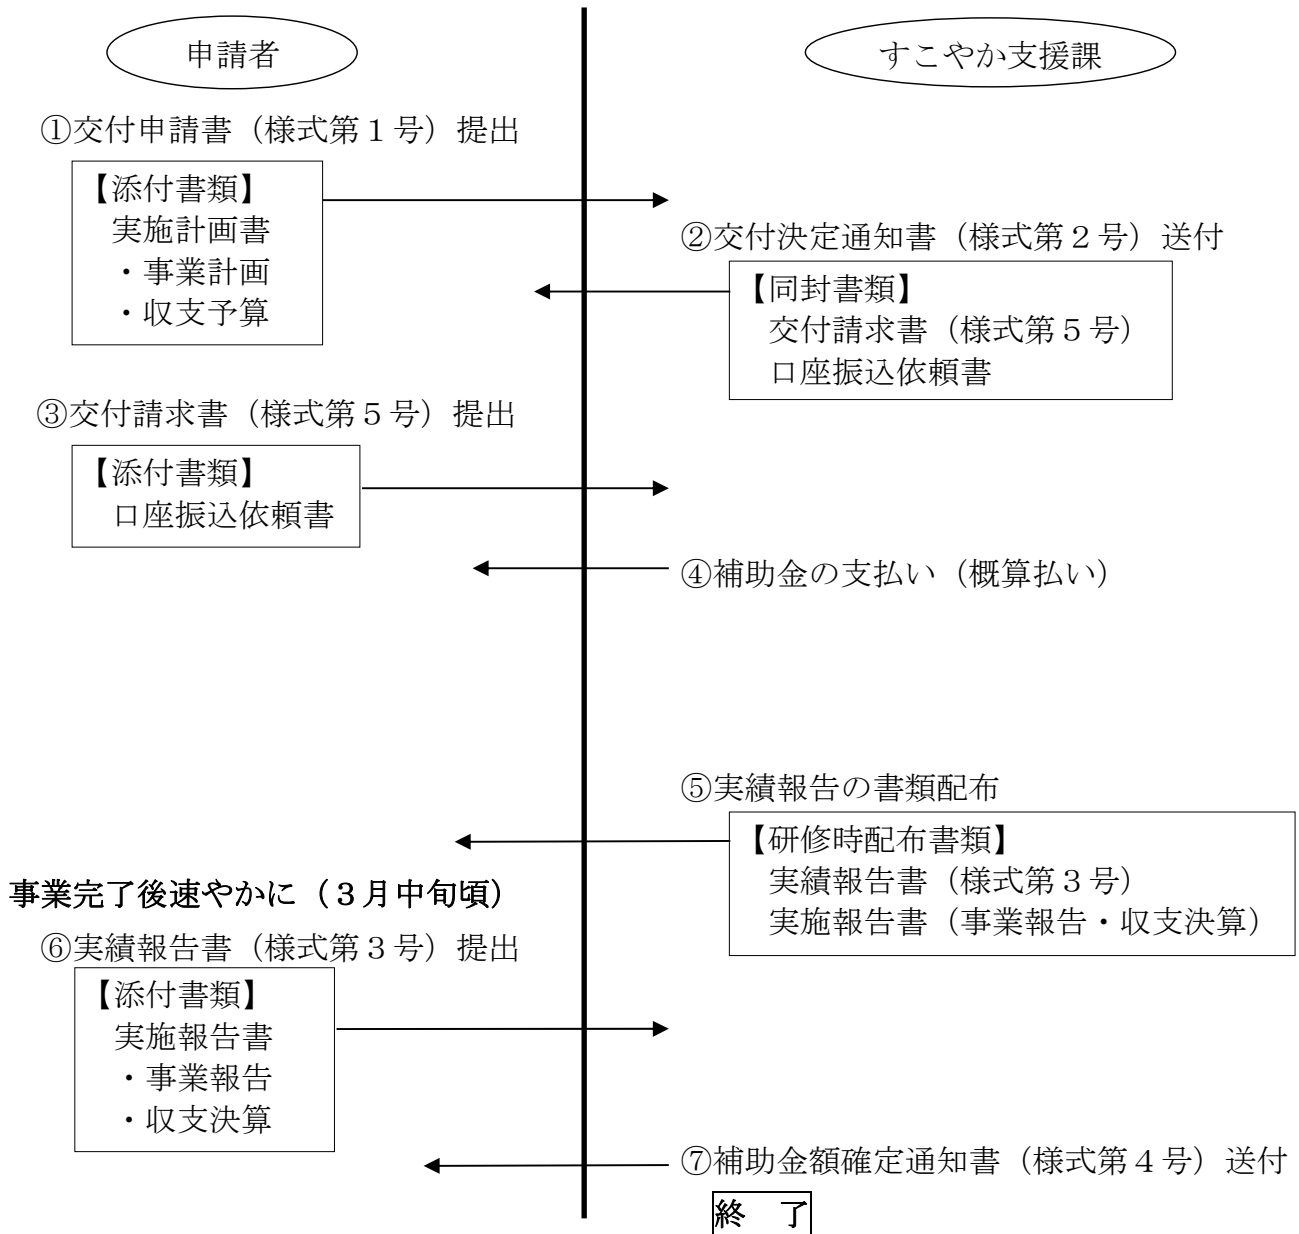 申請者
すこやか支援課
①交付申請書（様式第１号）提出
【添付書類】
実施計画書
・事業計画
・収支予算
②交付決定通知書（様式第２号）送付
【同封書類】
交付請求書（様式第５号）
口座振込依頼書
③交付請求書（様式第５号）提出
【添付書類】
口座振込依頼書
④補助金の支払い（概算払い）
⑤実績報告の書類配布
【研修時配布書類】
実績報告書（様式第３号）
実施報告書（事業報告・収支決算）
事業完了後速やかに（３月中旬頃）
⑥実績報告書（様式第３号）提出
【添付書類】
実施報告書
・事業報告
・収支決算
⑦補助金額確定通知書（様式第４号）送付
終　了